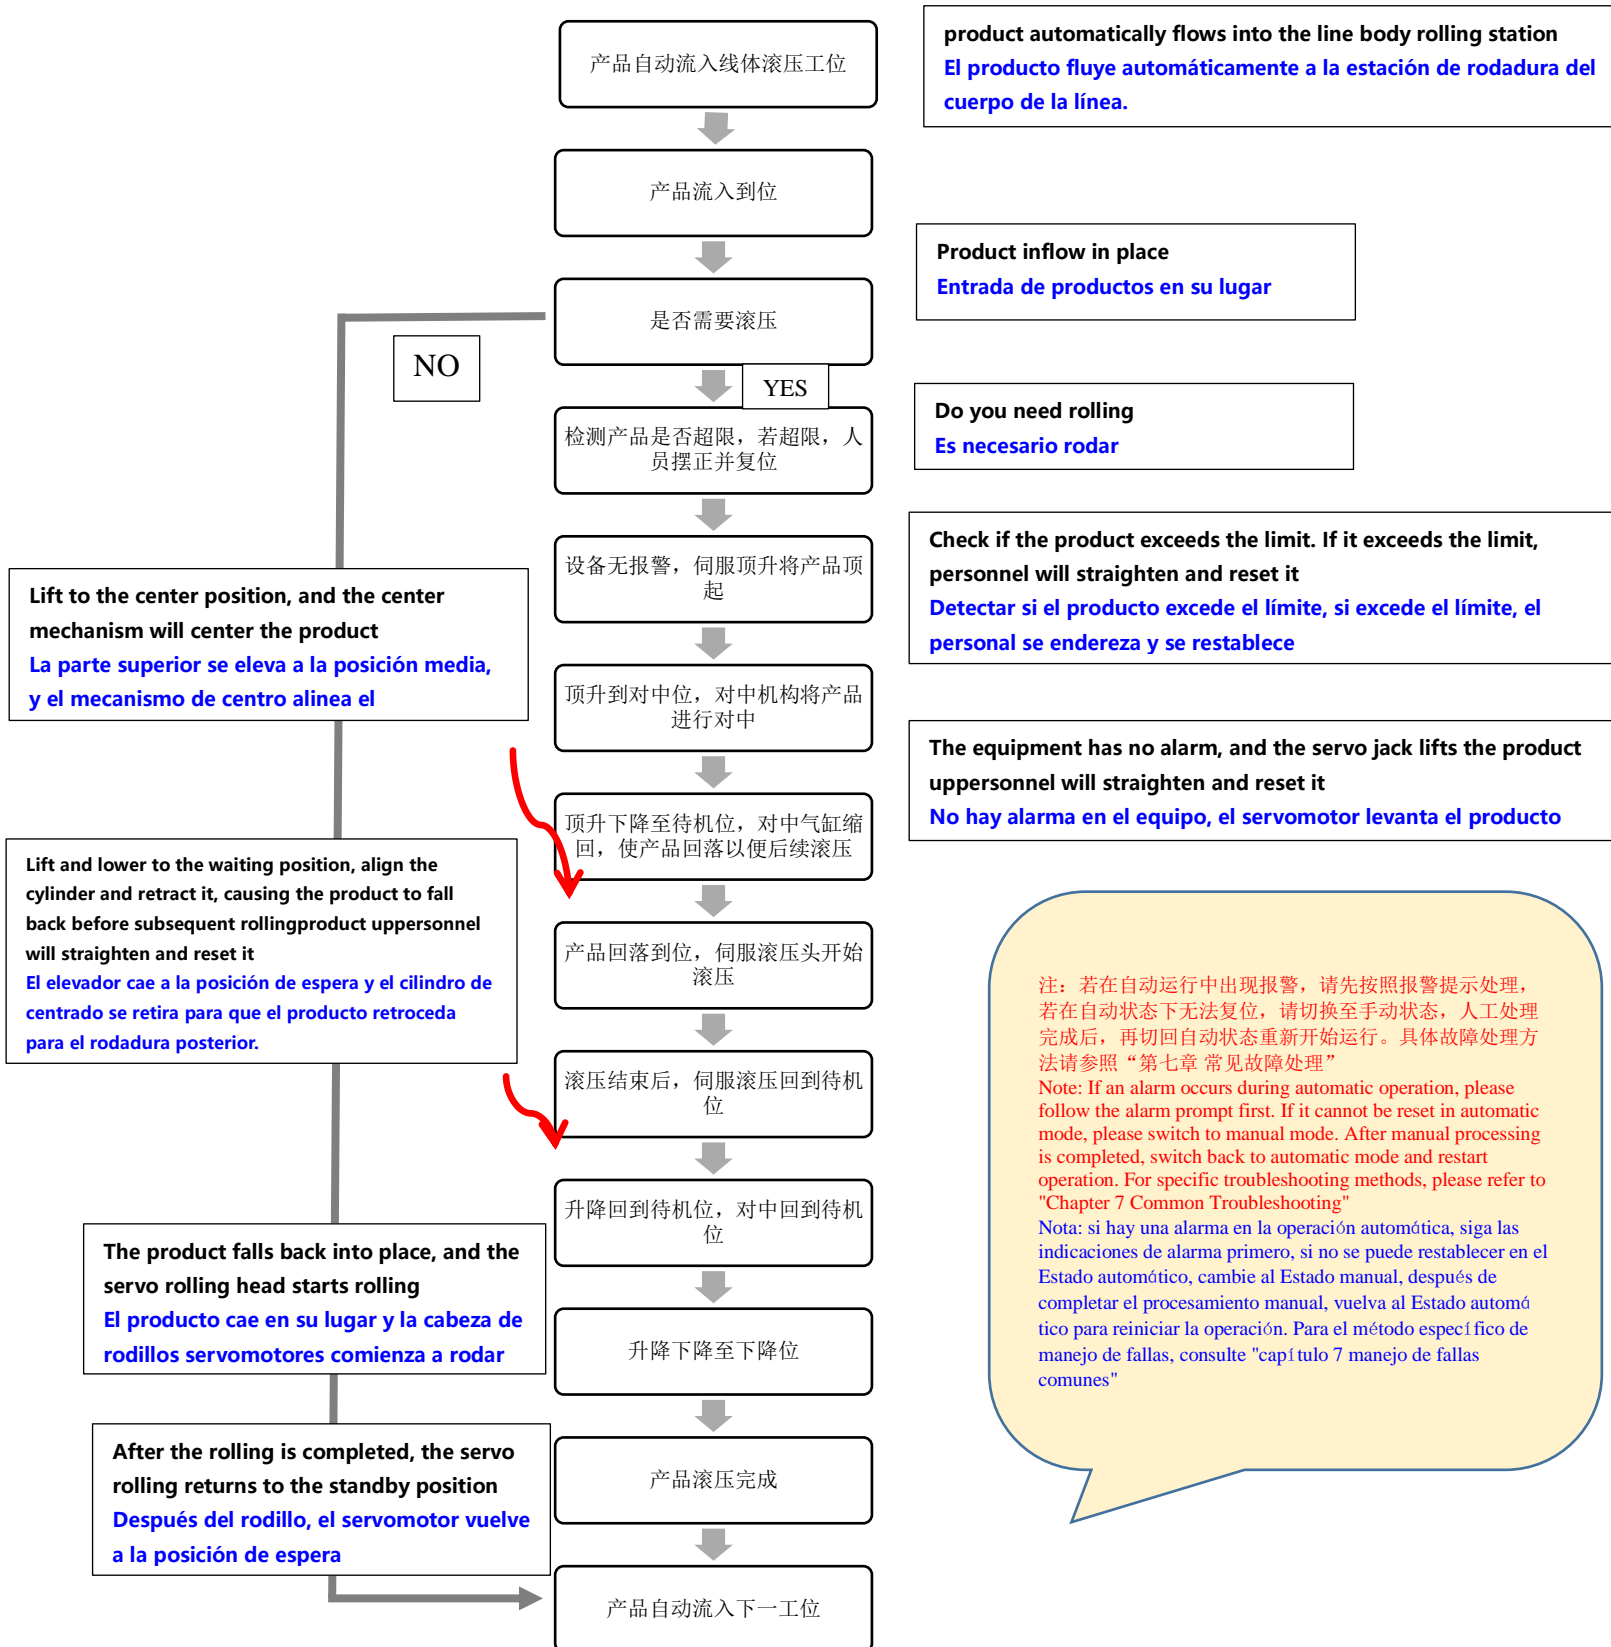 产品自动流入线体滚压工位
product automatically flows into the line body rolling station
El producto fluye automáticamente a la estación de rodadura del
cuerpo de la línea.
产品流入到位
Product inflow in place
Entrada de productos en su lugar
是否需要滚压
NO
YES
Do you need rolling
Es necesario rodar
检测产品是否超限，若超限，人
员摆正并复位
Check if the product exceeds the limit. If it exceeds the limit,
personnel will straighten and reset it
Detectar si el producto excede el límite, si excede el límite, el
personal se endereza y se restablece
设备无报警，伺服顶升将产品顶
起
Lift to the center position, and the center
mechanism will center the product
La parte superior se eleva a la posición media,
y el mecanismo de centro alinea el
顶升到对中位，对中机构将产品
进行对中
The equipment has no alarm, and the servo jack lifts the product
uppersonnel will straighten and reset it
No hay alarma en el equipo, el servomotor levanta el producto
顶升下降至待机位，对中气缸缩
回，使产品回落以便后续滚压
Lift and lower to the waiting position, align the
cylinder and retract it, causing the product to fall
back before subsequent rollingproduct uppersonnel
will straighten and reset it
El elevador cae a la posición de espera y el cilindro de
centrado se retira para que el producto retroceda
para el rodadura posterior.
产品回落到位，伺服滚压头开始
滚压
滚压结束后，伺服滚压回到待机
位
注：若在自动运行中出现报警，请先按照报警提示处理，
若在自动状态下无法复位，请切换至手动状态，人工处理
完成后，再切回自动状态重新开始运行。具体故障处理方
法请参照“第七章 常见故障处理”
Note: If an alarm occurs during automatic operation, please
follow the alarm prompt first. If it cannot be reset in automatic
mode, please switch to manual mode. After manual processing
is completed, switch back to automatic mode and restart
operation. For specific troubleshooting methods, please refer to
"Chapter 7 Common Troubleshooting"
Nota: si hay una alarma en la operación automática, siga las
indicaciones de alarma primero, si no se puede restablecer en el
Estado automático, cambie al Estado manual, después de
completar el procesamiento manual, vuelva al Estado automá
tico para reiniciar la operación. Para el método específico de
manejo de fallas, consulte "capítulo 7 manejo de fallas
comunes"
升降回到待机位，对中回到待机
位
The product falls back into place, and the
servo rolling head starts rolling
El producto cae en su lugar y la cabeza de
rodillos servomotores comienza a rodar
升降下降至下降位
After the rolling is completed, the servo
rolling returns to the standby position
Después del rodillo, el servomotor vuelve
a la posición de espera
产品滚压完成
产品自动流入下一工位